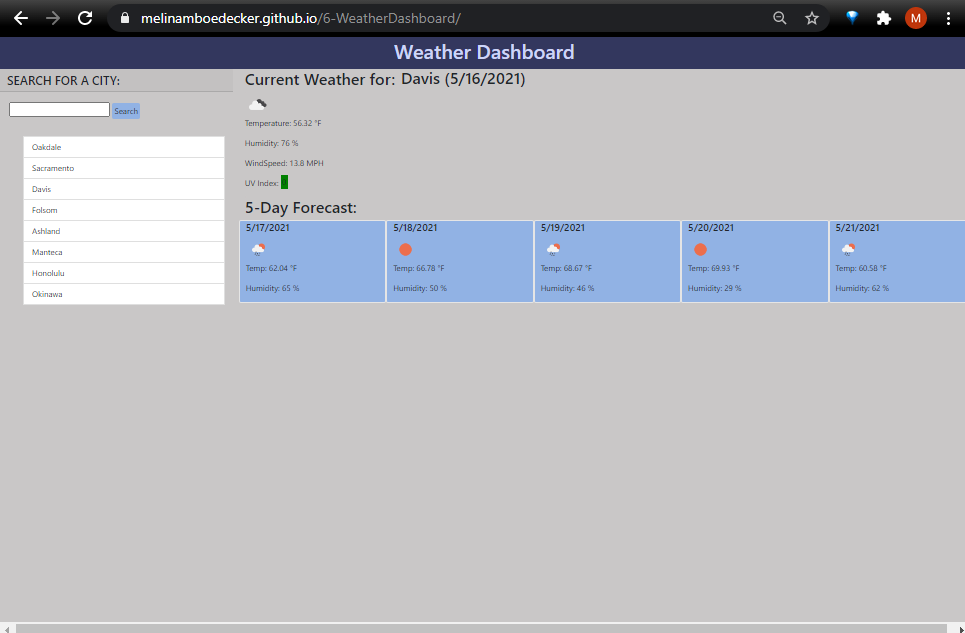 melinamboedecker.github.io/6-WeatherDashboard/
M
Weather Dashboard
SEARCH FOR A CITY:
Search
Oakdale
Sacramento
Davis
Folsom
Ashland
Manteca
Honolulu
Okinawa
Current Weather for: Davis (5/16/2021)
Temperature: 56.32 °F
Humidity: 76 %
WindSpeed: 13.8 MPH
UV Index:
5-Day Forecast:
5/17/2021
Temp: 62.04 °F
Humidity: 65 %
5/18/2021
Temp: 66.78 °F
Humidity: 50 %
5/19/2021
Temp: 68.67 °F
Humidity: 46 %
5/20/2021
Temp: 69.93 °F
Humidity: 29 %
5/21/2021
Temp: 60.58 °F
Humidity: 62 %